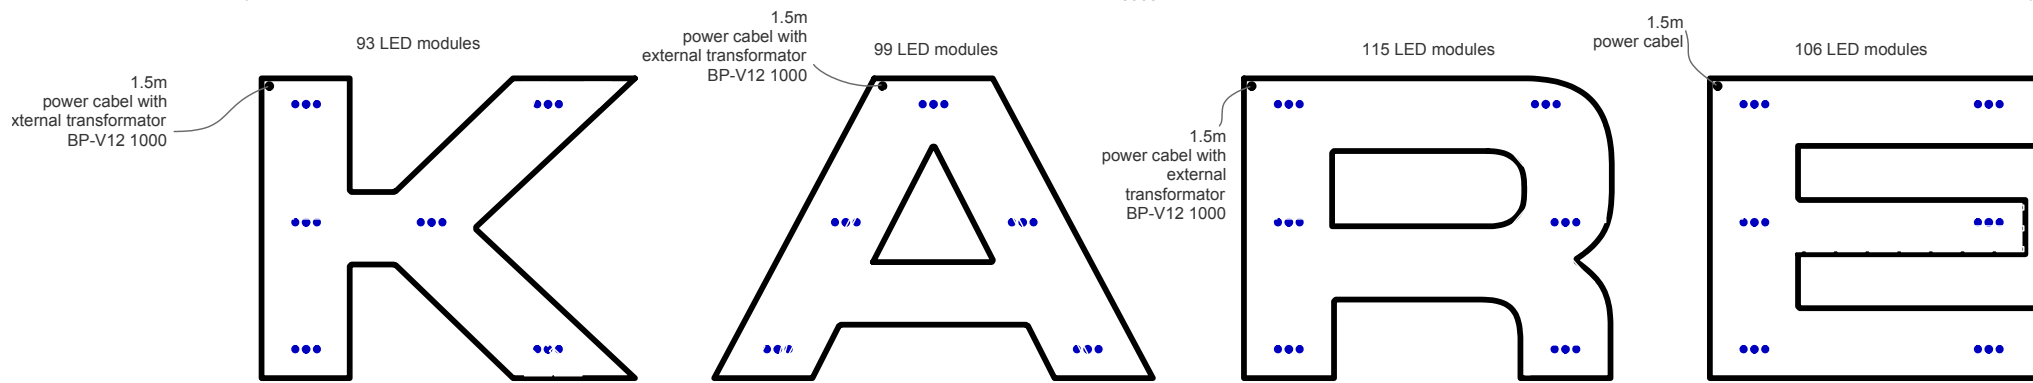 93 LED modules
1.5m
power cabel with
xternal transformator
BP-V12 1000
K
1.5m
power cabel with
external transformator
BP-V12 1000
99 LED modules
A
115 LED modules
1.5m
power cabel with
external
transformator
BP-V12 1000
R
1.5m
power cabel
106 LED modules
E